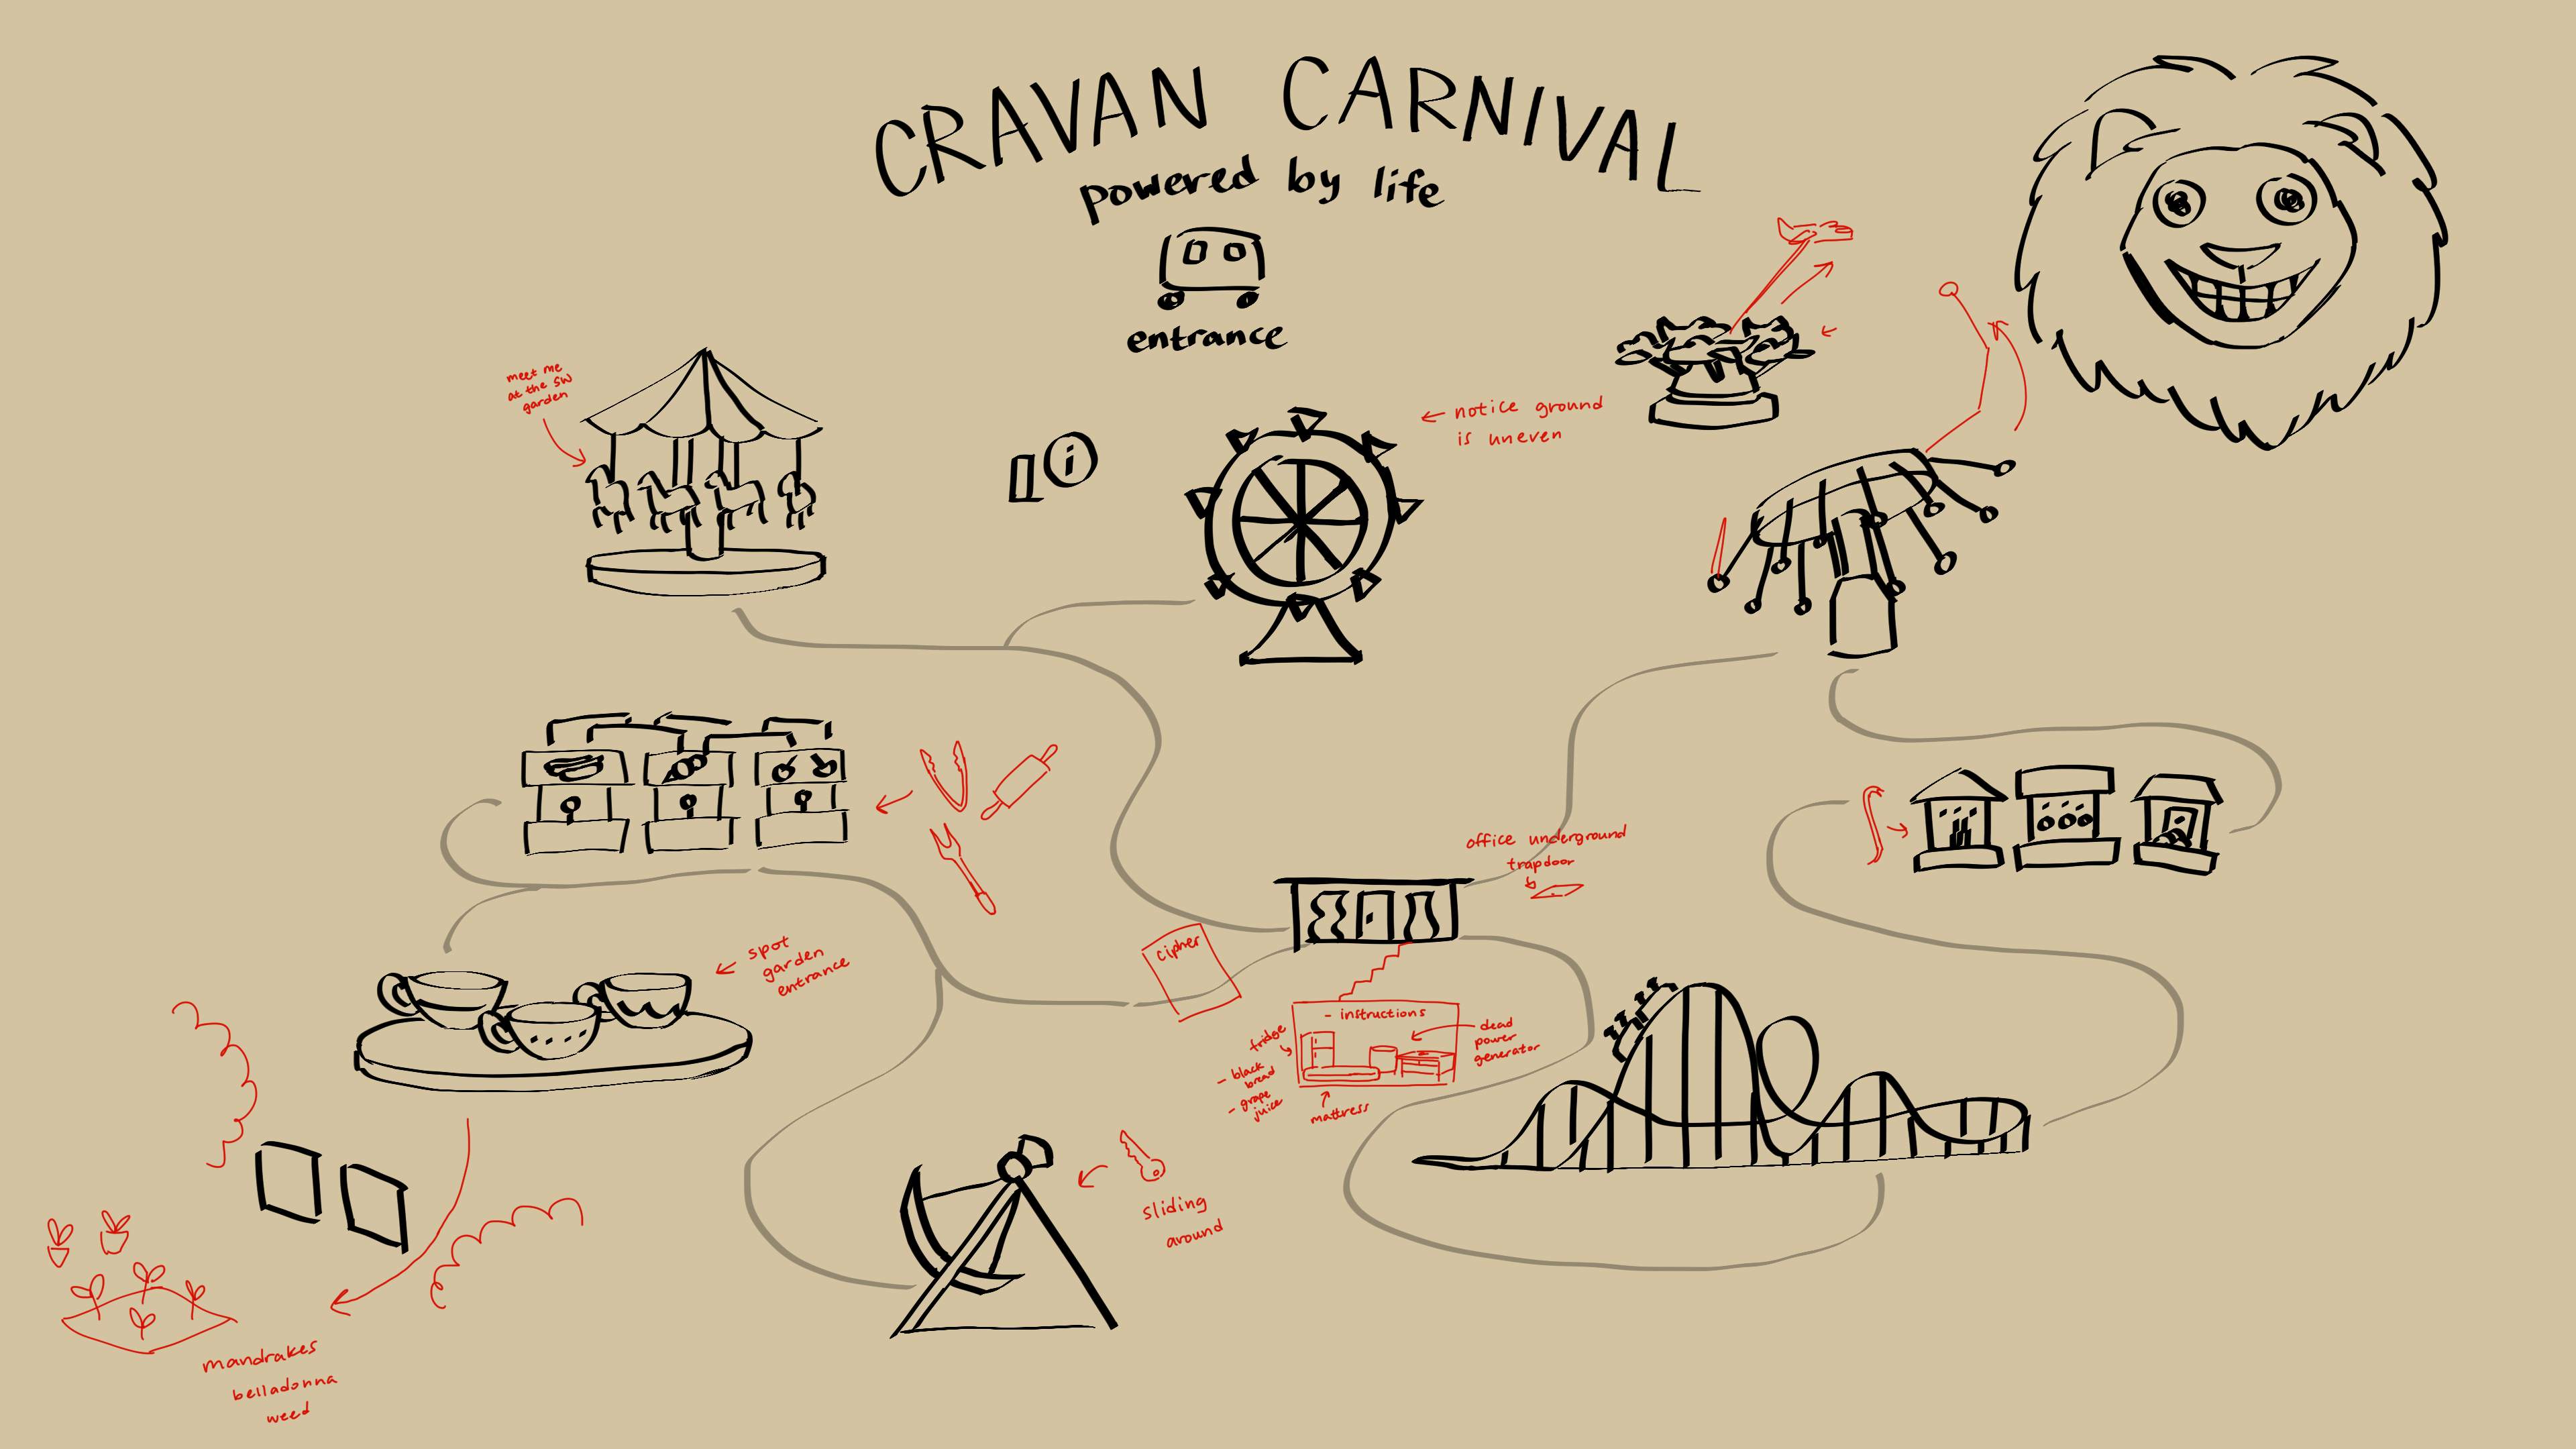 CRAVAN CARNIVAL
powered by life
entrance
meet me
at the SW
garden
i
← notice ground
is uneven
office underground
trapdoor
spot
garden
entrance
cipher
- instructions
fridge
- black
bread
- grape
juice
dead
power
generator
mattress
sliding
around
mandrakes
belladonna
weed